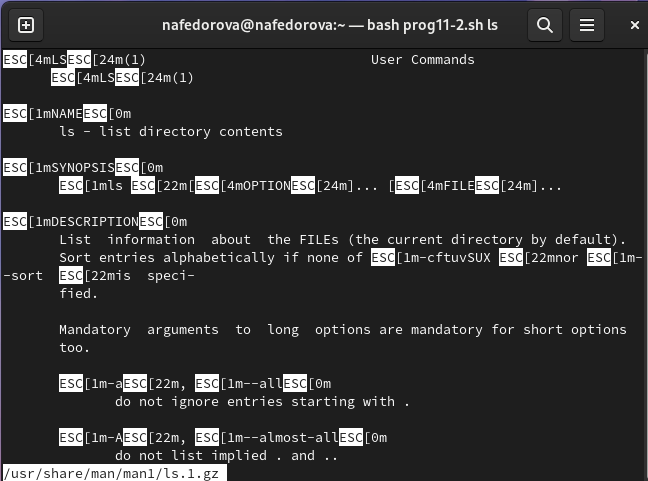 nafedorova@nafedorova:~ — bash prog11-2.sh ls
ESC[4mLSESC[24m(1) User Commands
ESC[4mLSESC[24m(1)
ESC[1mNAMEESC[0m
ls - list directory contents
ESC[1mSYNOPSISESC[0m
ESC[1mls ESC[22m[ESC[4mOPTIONESC[24m]... [ESC[4mFILEESC[24m]...
ESC[1mDESCRIPTIONESC[0m
List information about the FILEs (the current directory by default).
Sort entries alphabetically if none of ESC[1m-cftuvSUX ESC[22mnor ESC[1m-
-sort ESC[22mis speci-
fied.
Mandatory arguments to long options are mandatory for short options
too.
ESC[1m-aESC[22m, ESC[1m--allESC[0m
do not ignore entries starting with .
ESC[1m-AESC[22m, ESC[1m--almost-allESC[0m
do not list implied . and ..
/usr/share/man/man1/ls.1.gz